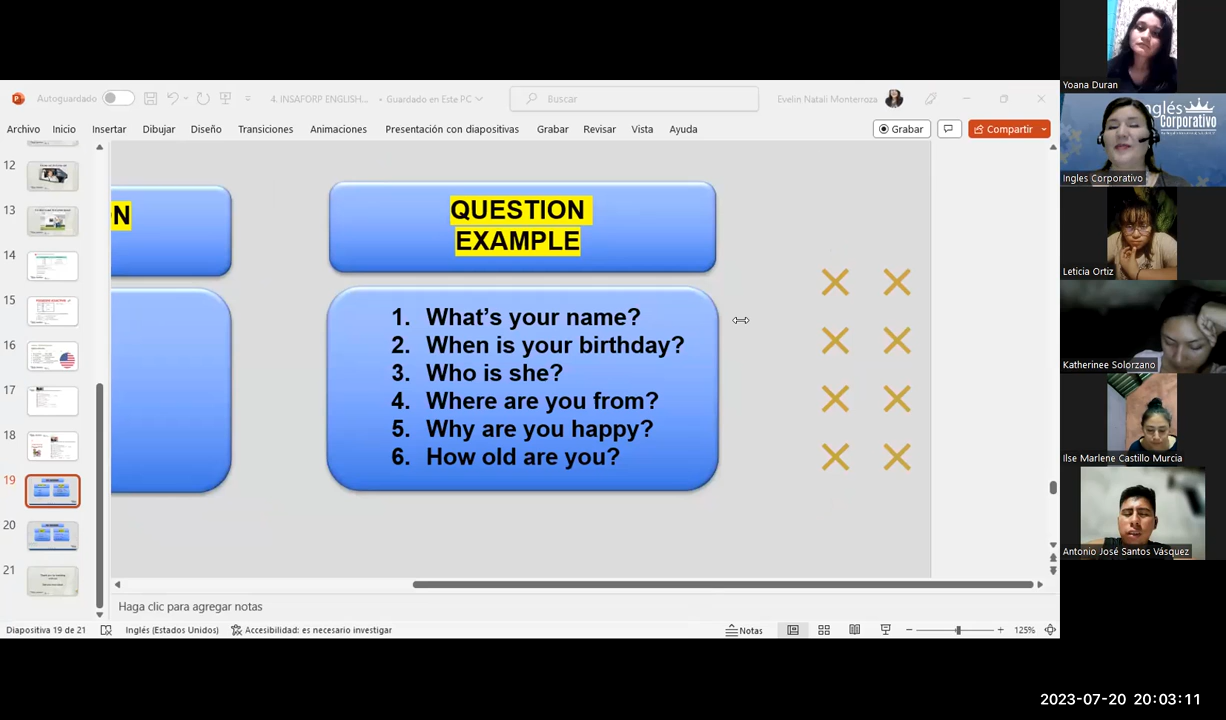 Autoguardado
4. INSAFORP ENGLISH... • Guardado en Este PC
Buscar
Evelin Natali Monterroza
Archivo Inicio Insertar Dibujar Diseño Transiciones Animaciones Presentación con diapositivas Grabar Revisar Vista Ayuda
Grabar
Compartir
12
13
14
15
16
17
18
19
20
21
N
QUESTION
EXAMPLE
1. What's your name?
2. When is your birthday?
3. Who is she?
4. Where are you from?
5. Why are you happy?
6. How old are you?
Haga clic para agregar notas
Diapositiva 19 de 21 Inglés (Estados Unidos) Accesibilidad: es necesario investigar Notas 125%
Yoana Duran
Inglés
Corporativo
Ingles Corporativo
Leticia Ortiz
Katherinee Solorzano
Ilse Marlene Castillo Murcia
Antonio José Santos Vásquez
2023-07-20 20:03:11